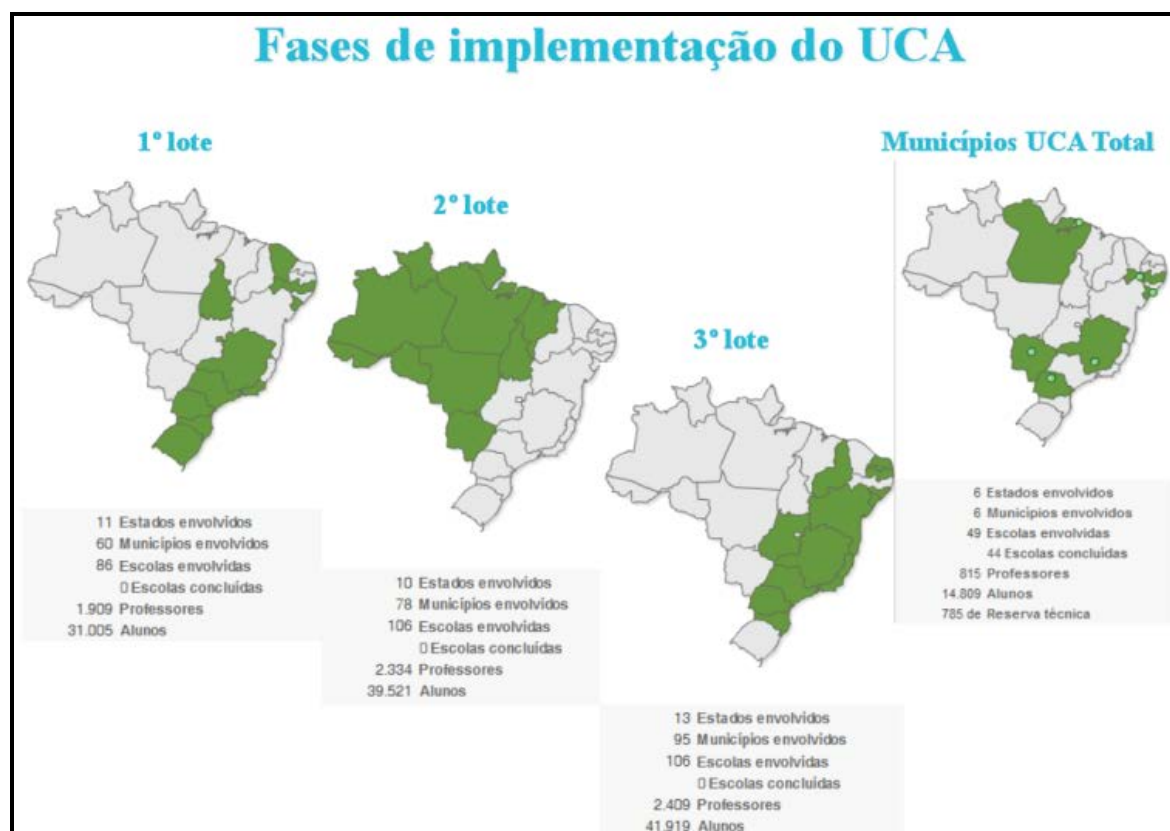 Fases de implementação do UCA
1º lote
11 Estados envolvidos
60 Municípios envolvidos
86 Escolas envolvidas
0 Escolas concluídas
1.909 Professores
31.005 Alunos
2º lote
10 Estados envolvidos
78 Municípios envolvidos
106 Escolas envolvidas
0 Escolas concluídas
2.334 Professores
39.521 Alunos
3º lote
13 Estados envolvidos
95 Municípios envolvidos
106 Escolas envolvidas
0 Escolas concluídas
2.409 Professores
41.919 Alunos
Municípios UCA Total
6 Estados envolvidos
6 Municípios envolvidos
49 Escolas envolvidas
44 Escolas concluídas
815 Professores
14.809 Alunos
785 de Reserva técnica